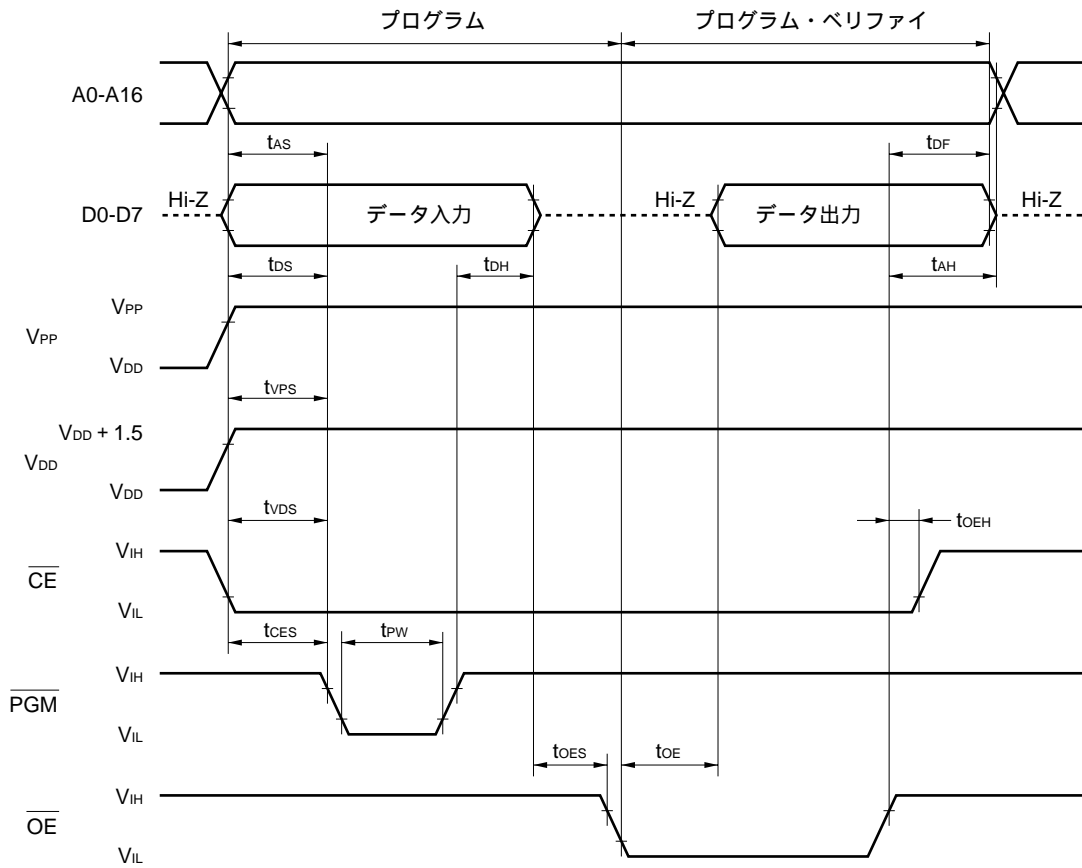 プログラム プログラム・ベリファイ
A0-A16
tAS tDF
D0-D7 Hi-Z データ入力 Hi-Z データ出力 Hi-Z
tDS tDH tAH
VPP
VPP
VDD
tVPS
VDD + 1.5
VDD
VDD
tVDS tOEH
VIH
CE
VIL
tCES tPW
VIH
PGM
VIL
tOES tOE
VIH
OE
VIL